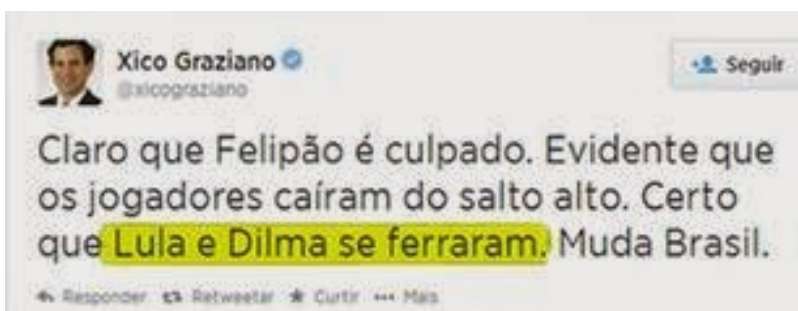 Xico Graziano
Seguir
@xicograziano
Claro que Felipão é culpado. Evidente que
os jogadores caíram do salto alto. Certo
que Lula e Dilma se ferraram. Muda Brasil.
Responder Retweetar Curtir Mais